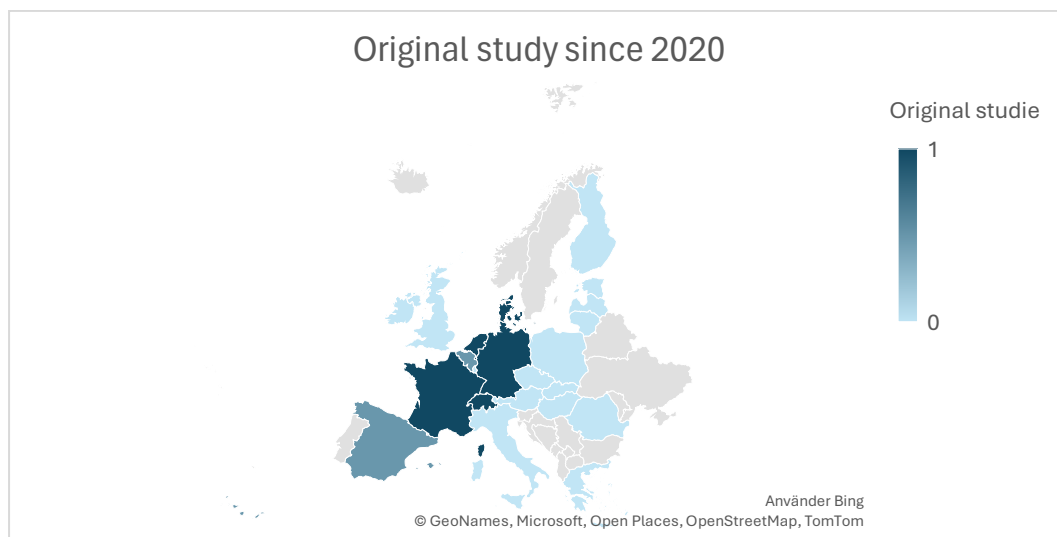 Original study since 2020
Original studie
1
0
Använder Bing
© GeoNames, Microsoft, Open Places, OpenStreetMap, TomTom